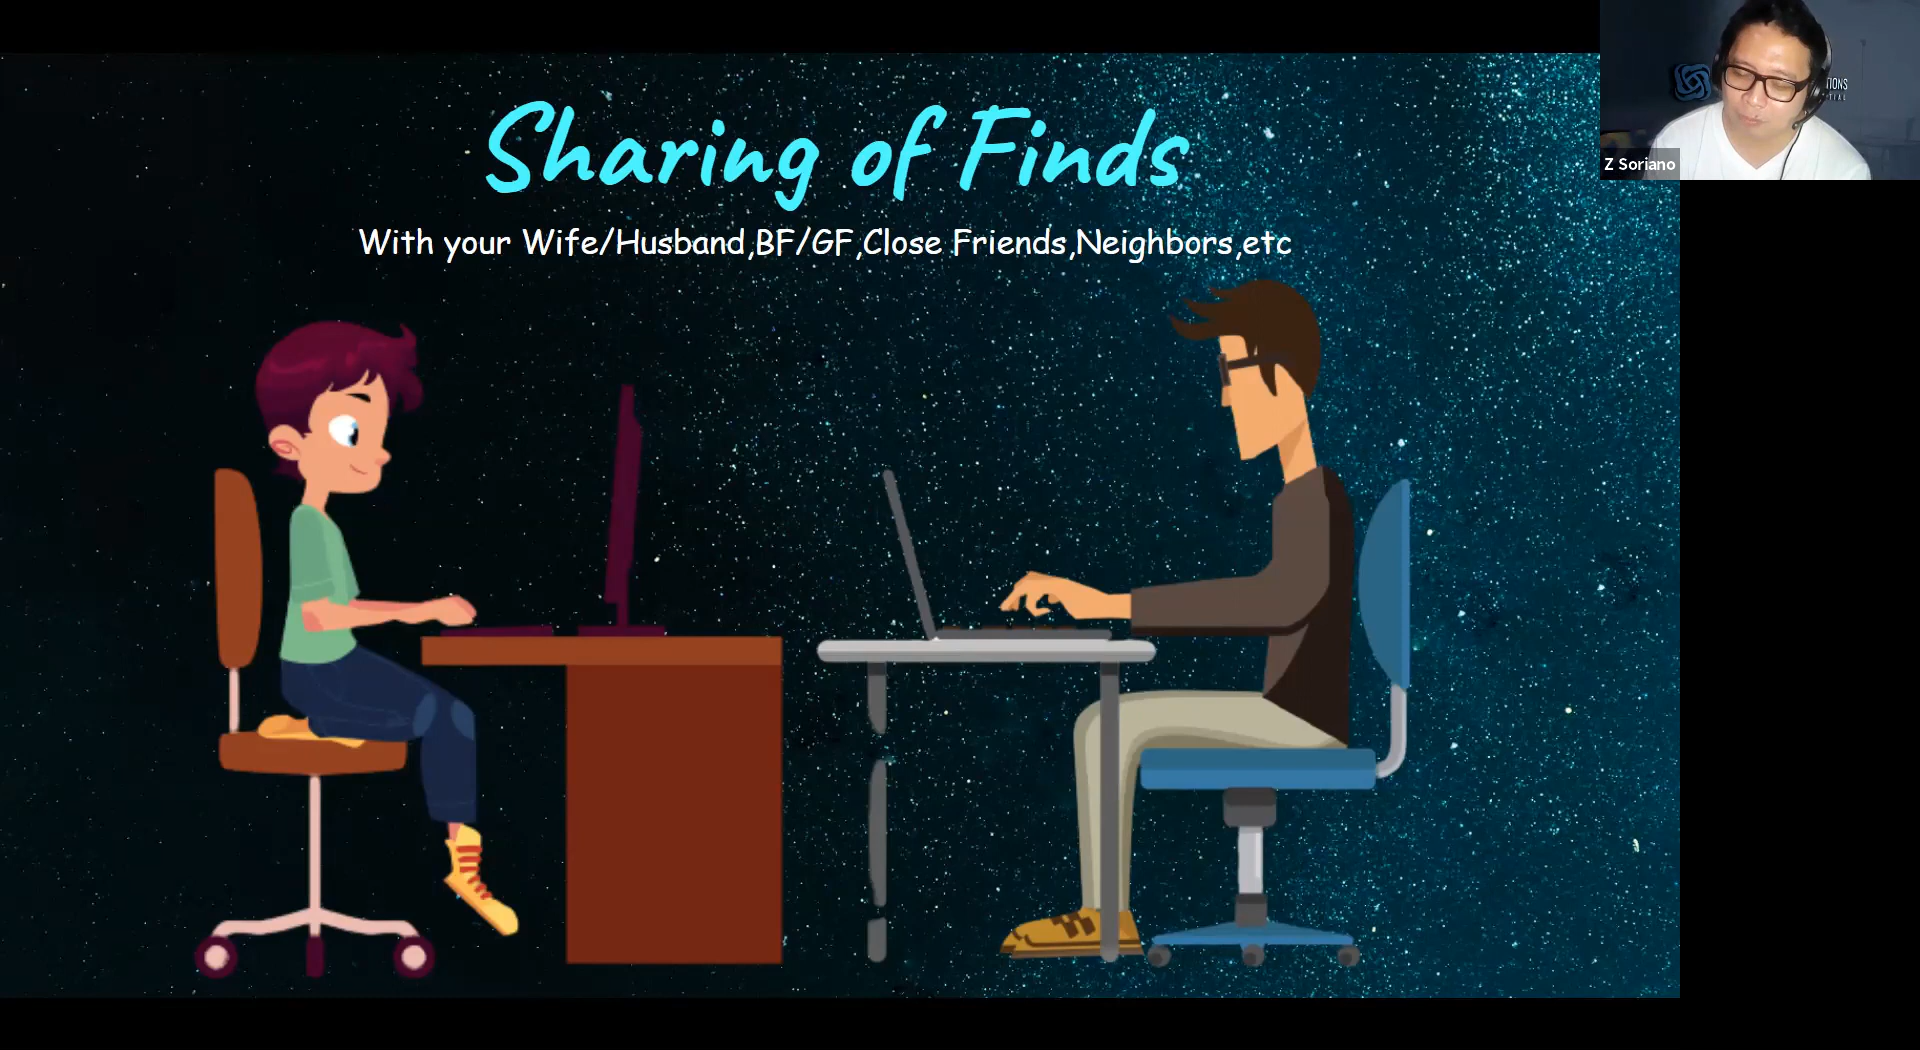 Sharing of Finds
With your Wife/Husband,BF/GF,Close Friends,Neighbors,etc
Z Soriano